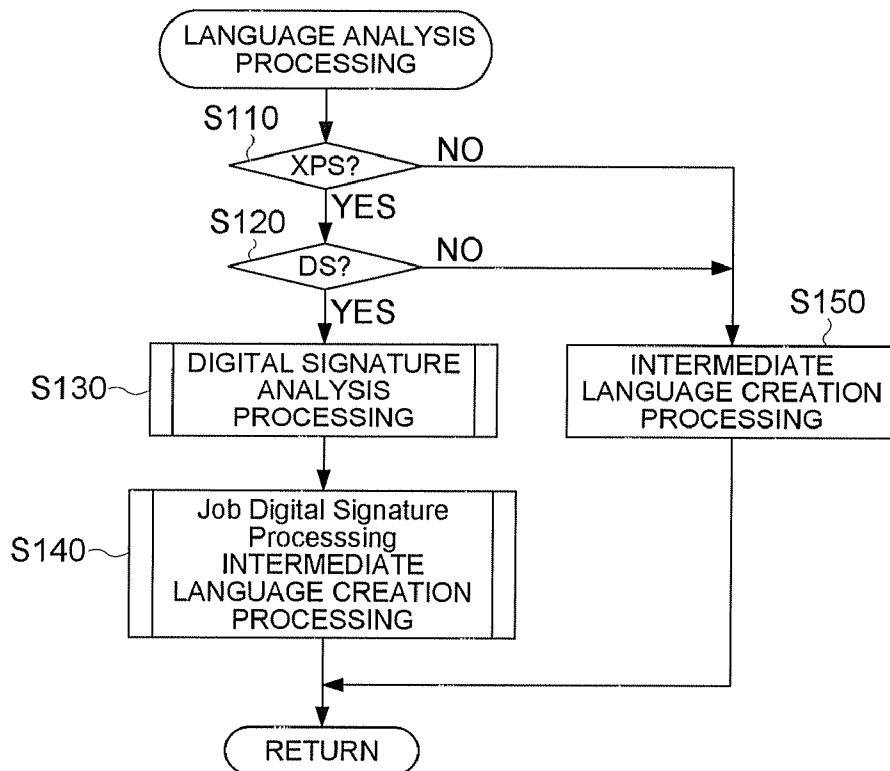 LANGUAGE ANALYSIS
PROCESSING
S110
XPS?
NO
YES
S120
DS?
NO
YES
S130
DIGITAL SIGNATURE
ANALYSIS
PROCESSING
S150
INTERMEDIATE
LANGUAGE CREATION
PROCESSING
S140
Job Digital Signature
Processsing
INTERMEDIATE
LANGUAGE CREATION
PROCESSING
RETURN